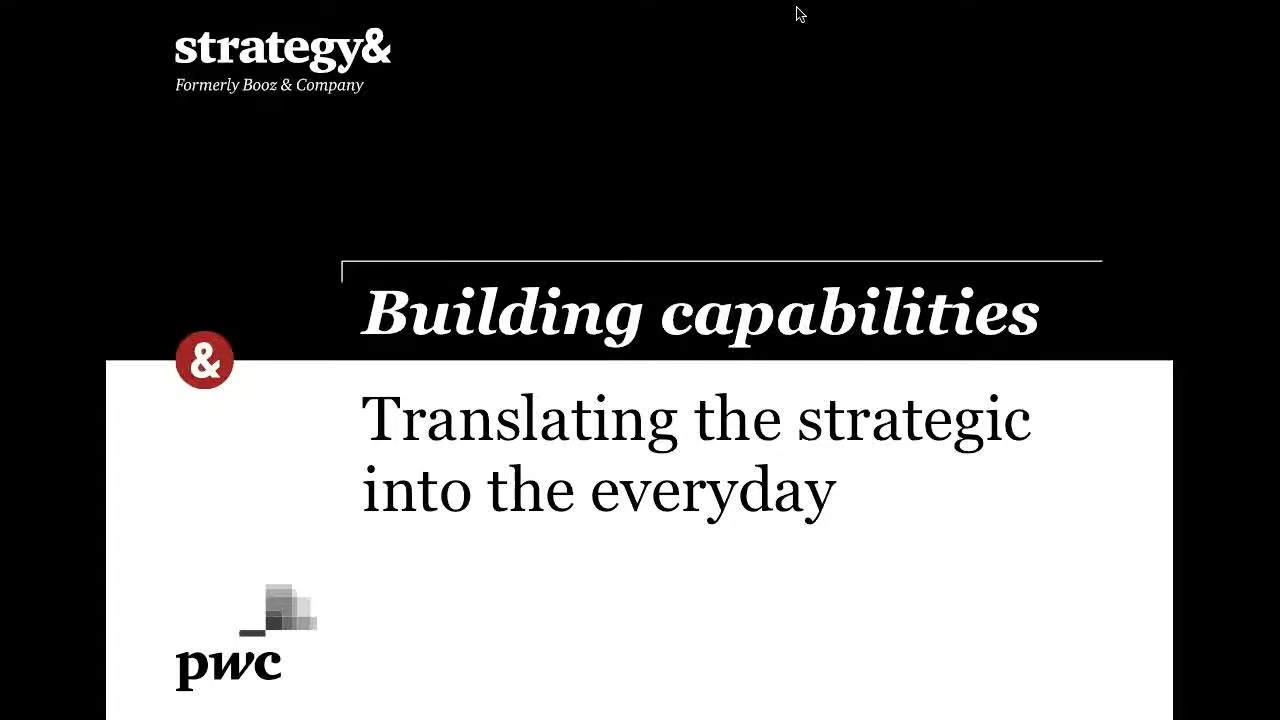 strategy&
Formerly Booz & Company
Building capabilities
&
Translating the strategic
into the everyday
pwc